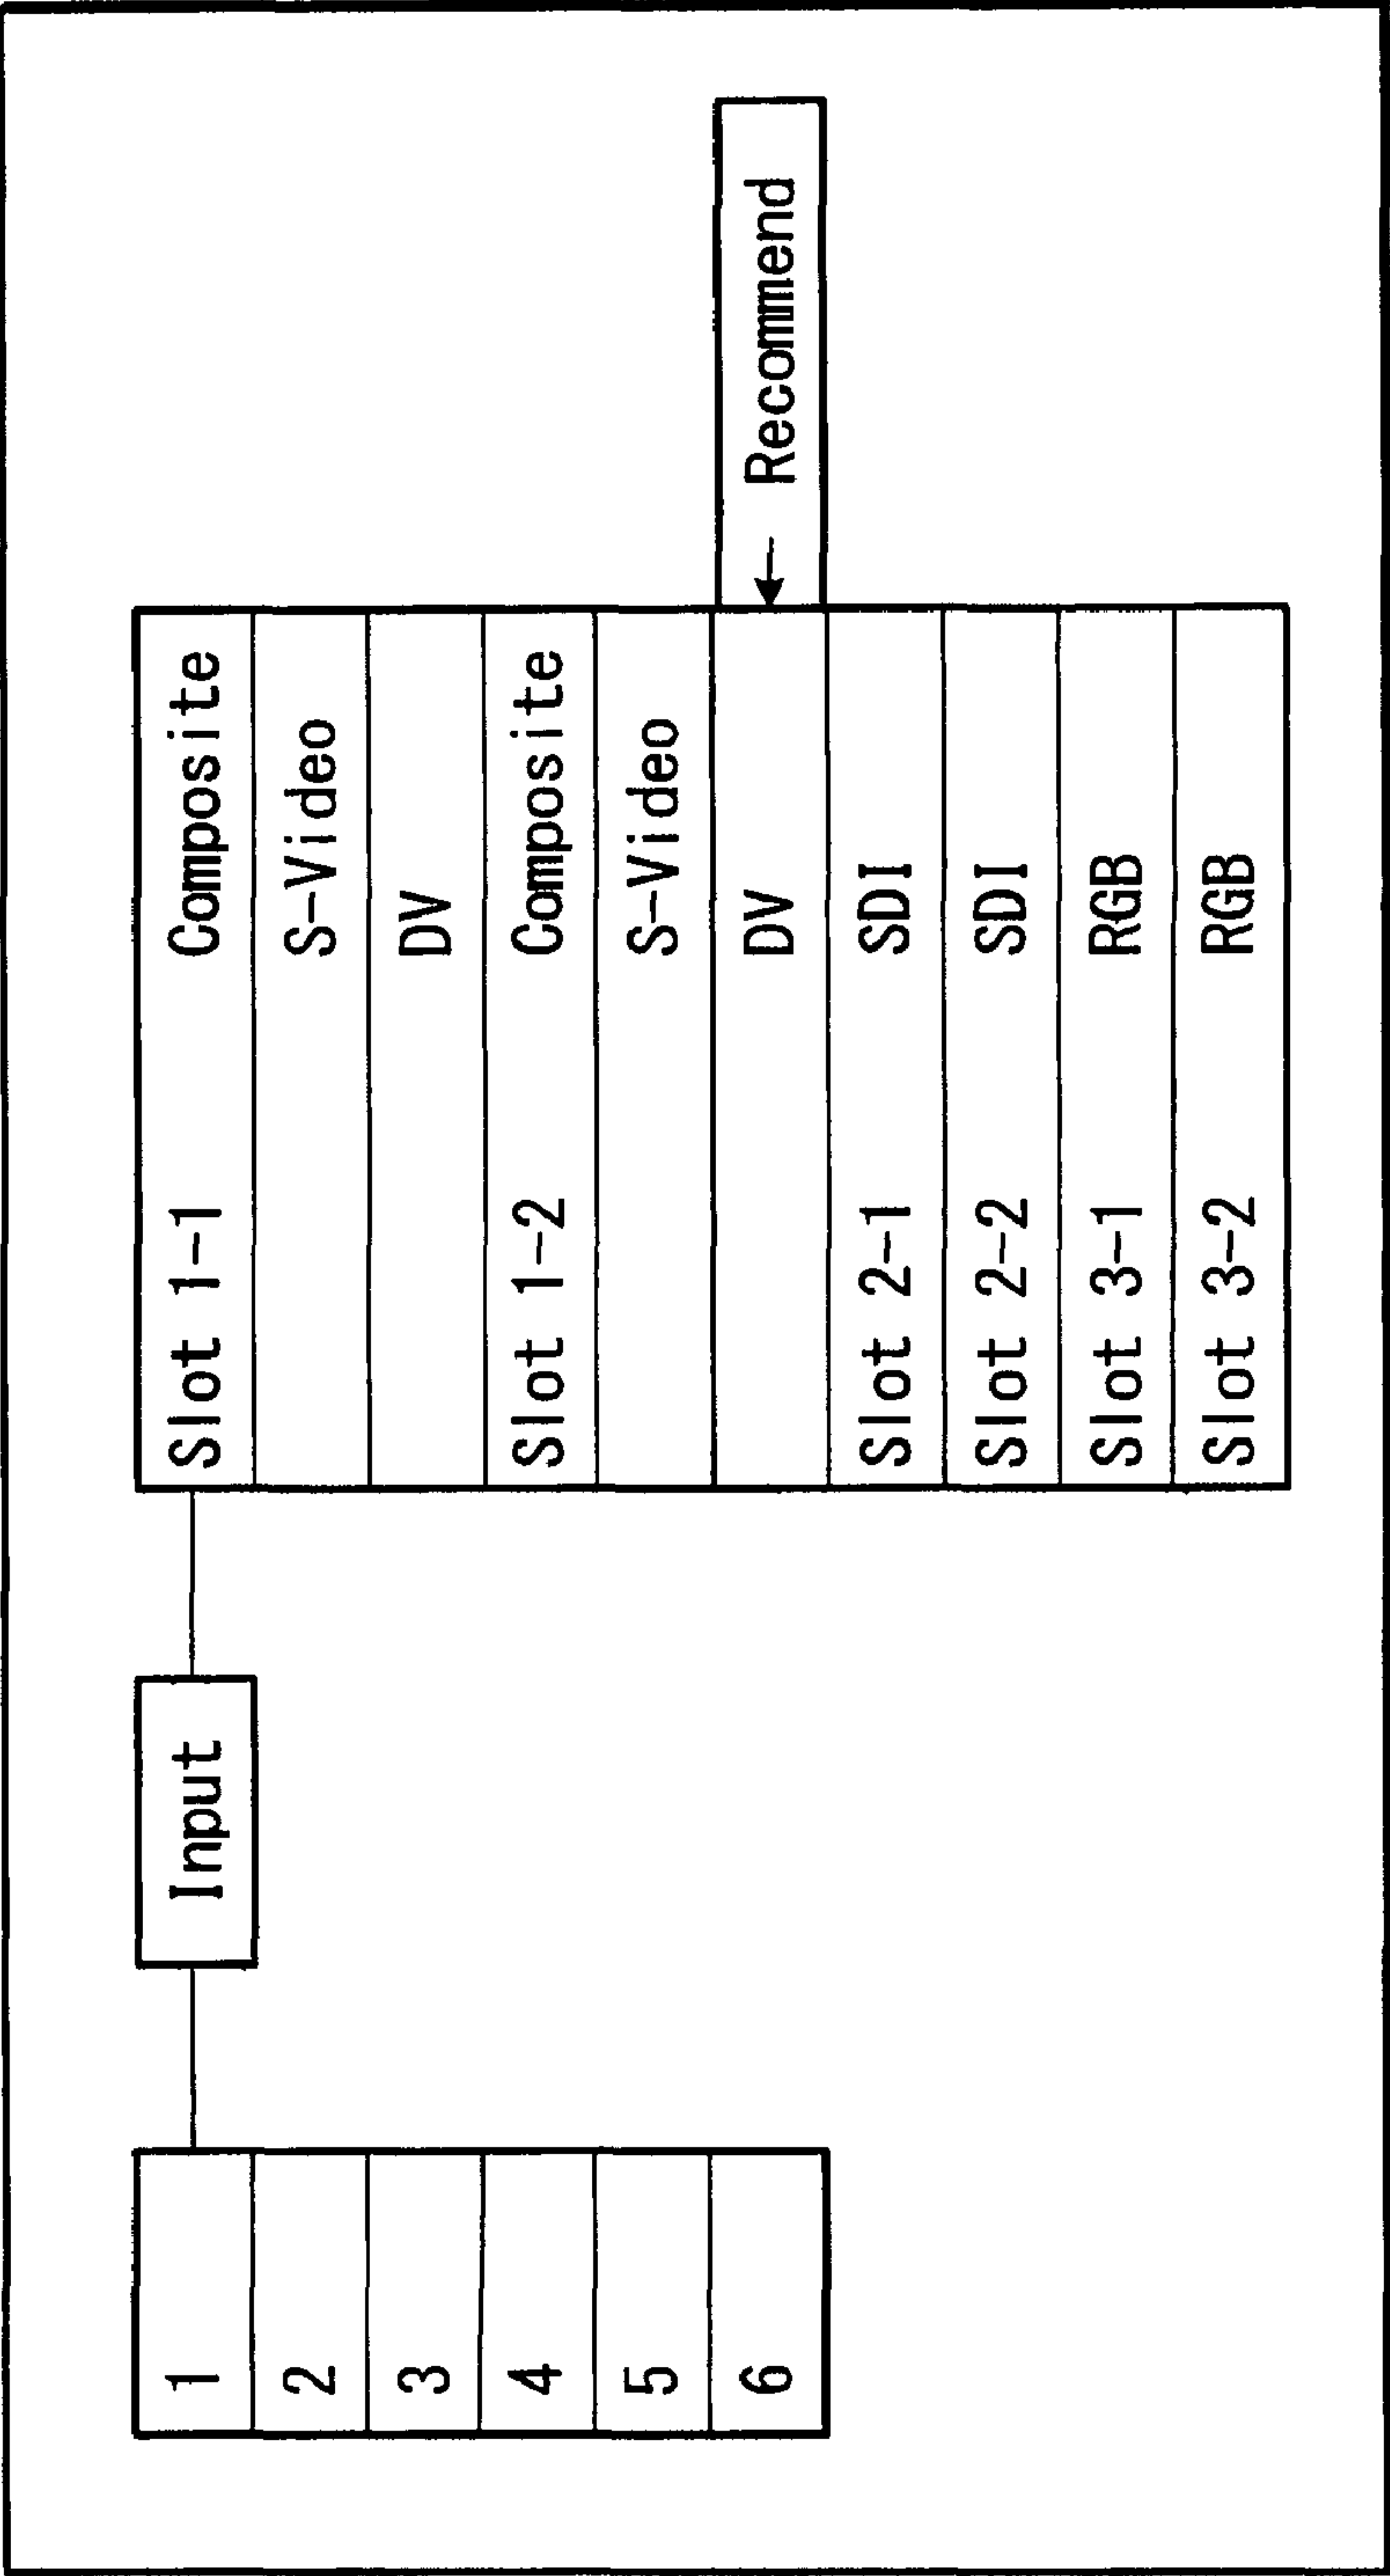 1
2
3
4
5
6
Input
Slot 1-1 Composite
S-Video
DV
Slot 1-2 Composite
S-Video
DV
Slot 2-1 SDI
Slot 2-2 SDI
Slot 3-1 RGB
Slot 3-2 RGB
← Recommend